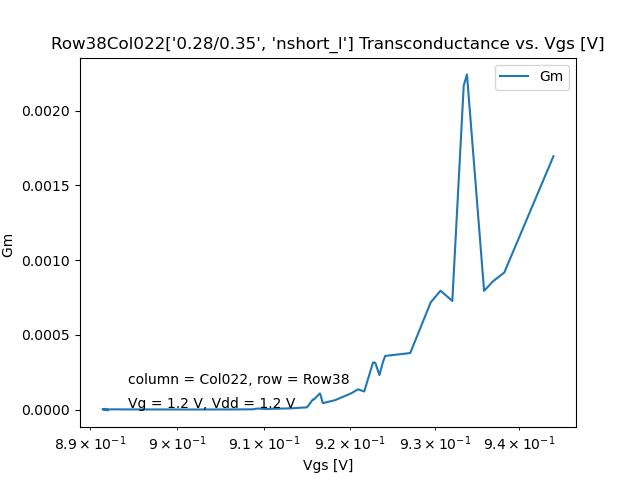 Row38Col022['0.28/0.35', 'nshort_l'] Transconductance vs. Vgs [V]
Gm
0.0020
0.0015
0.0010
0.0005
0.0000
Gm
column = Col022, row = Row38
Vg = 1.2 V, Vdd = 1.2 V
8.9 × 10⁻¹ 9 × 10⁻¹ 9.1 × 10⁻¹ 9.2 × 10⁻¹ 9.3 × 10⁻¹ 9.4 × 10⁻¹
Vgs [V]